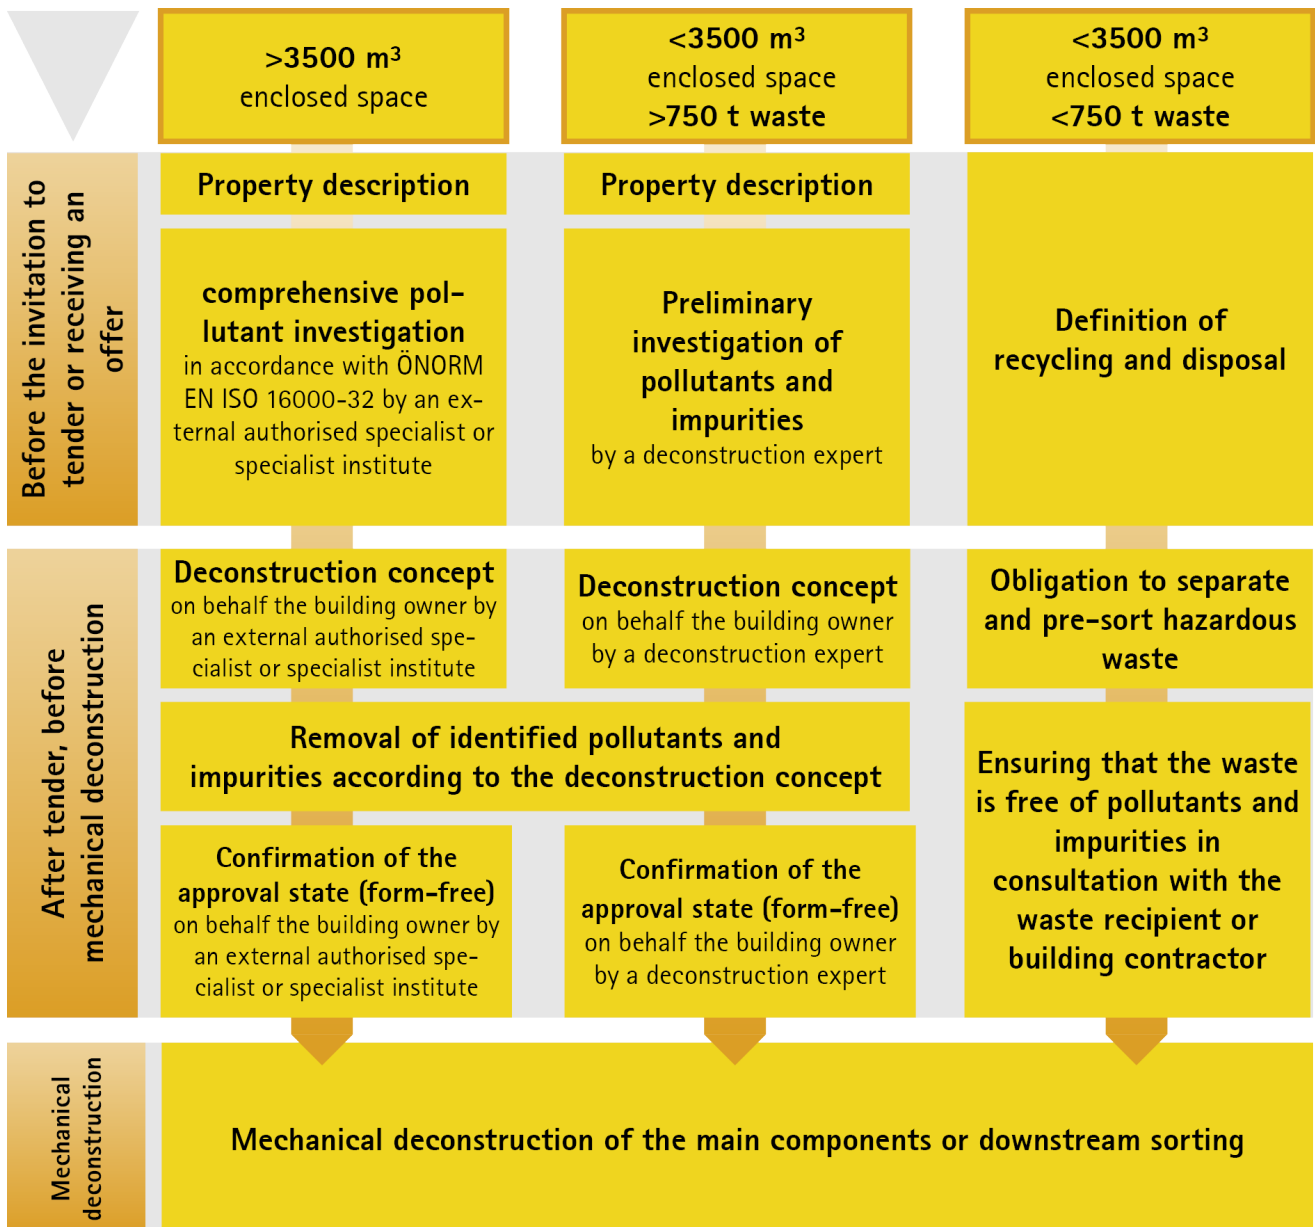 >3500 m³
enclosed space
<3500 m³
enclosed space
>750 t waste
<3500 m³
enclosed space
<750 t waste
Before the invitation to
tender or receiving an
offer
Property description
comprehensive pol-
lutant investigation
in accordance with ÖNORM
EN ISO 16000-32 by an ex-
ternal authorised specialist or
specialist institute
Property description
Preliminary
investigation of
pollutants and
impurities
by a deconstruction expert
Definition of
recycling and disposal
After tender, before
mechanical deconstruction
Deconstruction concept
on behalf the building owner by
an external authorised spe-
cialist or specialist institute
Deconstruction concept
on behalf the building owner
by a deconstruction expert
Obligation to separate
and pre-sort hazardous
waste
Removal of identified pollutants and
impurities according to the deconstruction concept
Ensuring that the waste
is free of pollutants and
impurities in
consultation with the
waste recipient or
building contractor
Confirmation of the
approval state (form-free)
on behalf the building owner by
an external authorised spe-
cialist or specialist institute
Confirmation of the
approval state (form-free)
on behalf the building owner
by a deconstruction expert
Mechanical
deconstruction
Mechanical deconstruction of the main components or downstream sorting